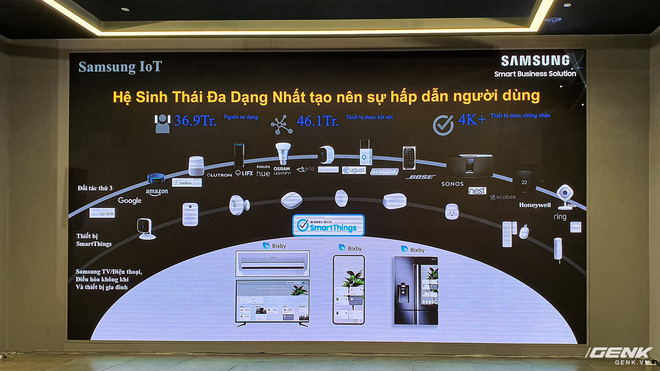 Samsung IoT
SAMSUNG
Smart Business Solution
Hệ Sinh Thái Đa Dạng Nhất tạo nên sự hấp dẫn người dùng
36.9Tr. Người sử dụng
46.1Tr. Thiết bị được kết nối
4K+ Thiết bị được chứng nhận
Đối tác thứ 3
Google
amazon
LUTRON
LIFX
PHILIPS
hue
OSRAM
LIGHTIFY
august
BOSE
SONOS
nest
ecobee
Honeywell
ring
Thiết bị
SmartThings
WORKS WITH
SmartThings
Samsung TV/Điện thoại,
Điều hòa không khí
Và thiết bị gia đình
Bixby
Bixby
Bixby
GENK
GENK.VN